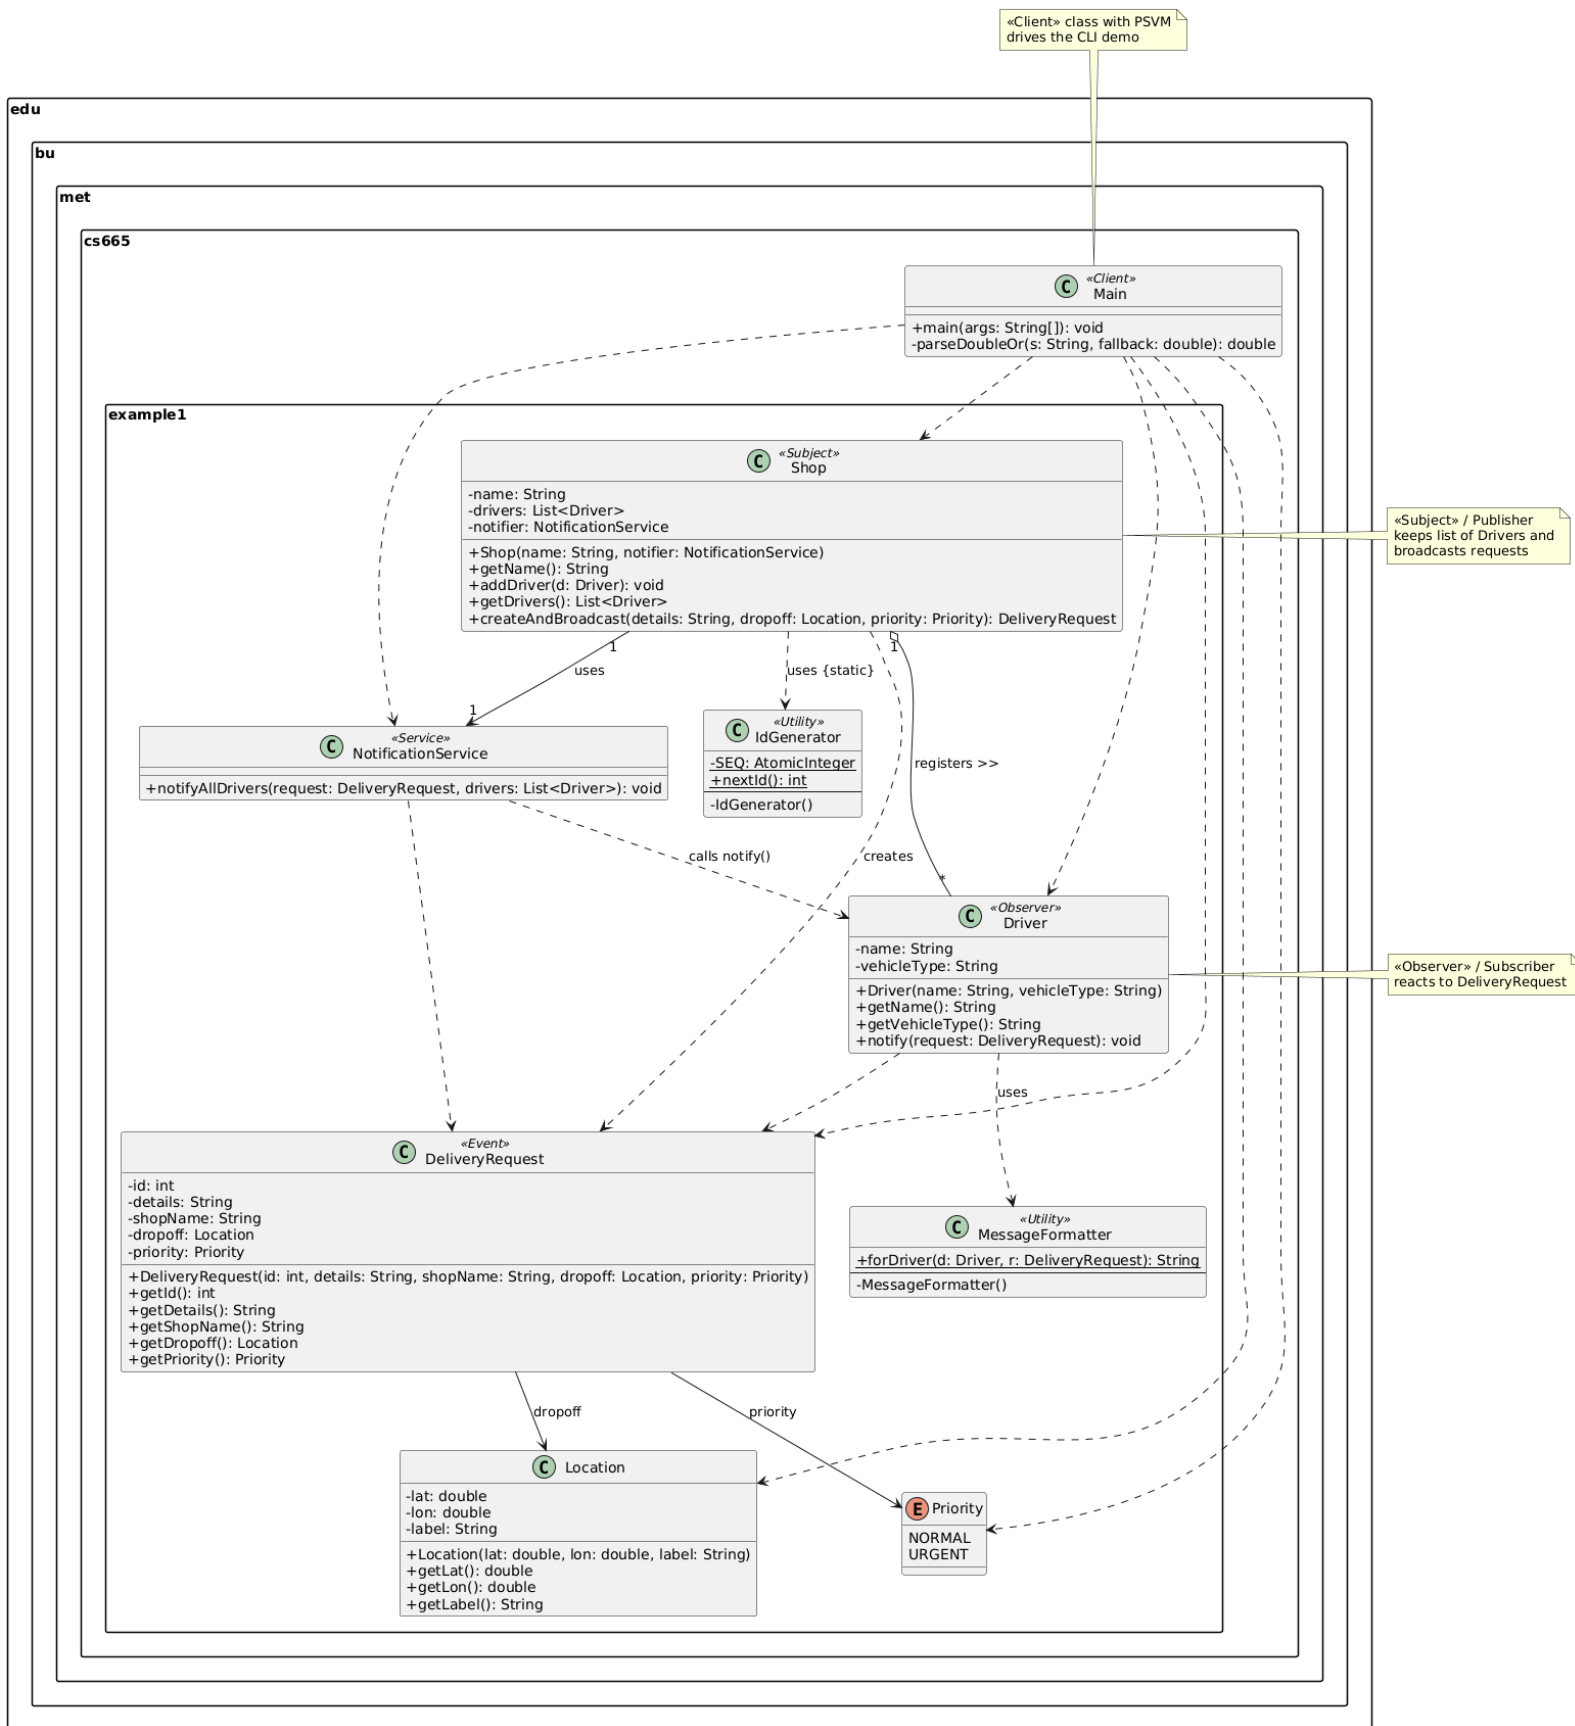 «Client» class with PSVM
drives the CLI demo
edu
bu
met
cs665
C «Client»
Main
+main(args: String[]): void
-parseDoubleOr(s: String, fallback: double): double
example1
C «Subject»
Shop
-name: String
-drivers: List<Driver>
-notifier: NotificationService
+Shop(name: String, notifier: NotificationService)
+getName(): String
+addDriver(d: Driver): void
+getDrivers(): List<Driver>
+createAndBroadcast(details: String, dropoff: Location, priority: Priority): DeliveryRequest
«Subject» / Publisher
keeps list of Drivers and
broadcasts requests
1
1
uses
uses {static}
1
C «Service»
NotificationService
+notifyAllDrivers(request: DeliveryRequest, drivers: List<Driver>): void
C «Utility»
IdGenerator
-SEQ: AtomicInteger
+nextId(): int
-IdGenerator()
registers >>
calls notify()
creates
*
C «Observer»
Driver
-name: String
-vehicleType: String
+Driver(name: String, vehicleType: String)
+getName(): String
+getVehicleType(): String
+notify(request: DeliveryRequest): void
«Observer» / Subscriber
reacts to DeliveryRequest
uses
C «Event»
DeliveryRequest
-id: int
-details: String
-shopName: String
-dropoff: Location
-priority: Priority
+DeliveryRequest(id: int, details: String, shopName: String, dropoff: Location, priority: Priority)
+getId(): int
+getDetails(): String
+getShopName(): String
+getDropoff(): Location
+getPriority(): Priority
C «Utility»
MessageFormatter
+forDriver(d: Driver, r: DeliveryRequest): String
-MessageFormatter()
dropoff
priority
C Location
-lat: double
-lon: double
-label: String
+Location(lat: double, lon: double, label: String)
+getLat(): double
+getLon(): double
+getLabel(): String
E Priority
NORMAL
URGENT